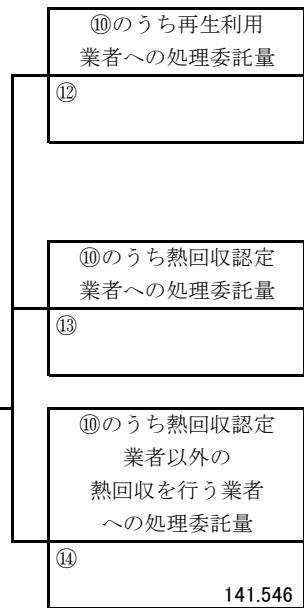 ⑩のうち再生利用
業者への処理委託量
⑫
⑩のうち熱回収認定
業者への処理委託量
⑬
⑩のうち熱回収認定
業者以外の
熱回収を行う業者
への処理委託量
⑭
141.546